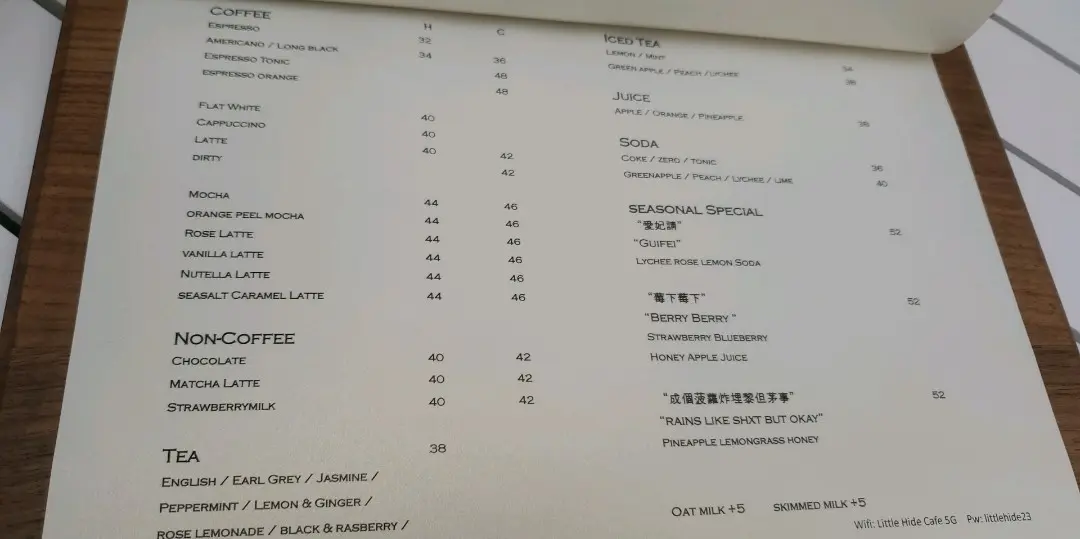 COFFEE H C
ESPRESSO 32
AMERICANO / LONG BLACK 34 36
ESPRESSO TONIC 48
ESPRESSO ORANGE 48
FLAT WHITE 40
CAPPUCCINO 40
LATTE 40 42
DIRTY 42
MOCHA 44 46
ORANGE PEEL MOCHA 44 46
ROSE LATTE 44 46
VANILLA LATTE 44 46
NUTELLA LATTE 44 46
SEASALT CARAMEL LATTE 44 46
NON-COFFEE
CHOCOLATE 40 42
MATCHA LATTE 40 42
STRAWBERRYMILK 40 42
TEA 38
ENGLISH / EARL GREY / JASMINE /
PEPPERMINT / LEMON & GINGER /
ROSE LEMONADE / BLACK & RASBERRY /
ICED TEA
LEMON / MINT 34
GREEN APPLE / PEACH / LYCHEE 38
JUICE
APPLE / ORANGE / PINEAPPLE 38
SODA
COKE / ZERO / TONIC 36
GREENAPPLE / PEACH / LYCHEE / LIME 40
SEASONAL SPECIAL
"愛妃請" 52
"GUIFEI"
LYCHEE ROSE LEMON SODA
"莓下莓下" 52
"BERRY BERRY "
STRAWBERRY BLUEBERRY
HONEY APPLE JUICE
"成個菠蘿炸埋黎但茅事" 52
"RAINS LIKE SHXT BUT OKAY"
PINEAPPLE LEMONGRASS HONEY
OAT MILK +5 SKIMMED MILK +5
Wifi: Little Hide Cafe 5G Pw: littlehide23